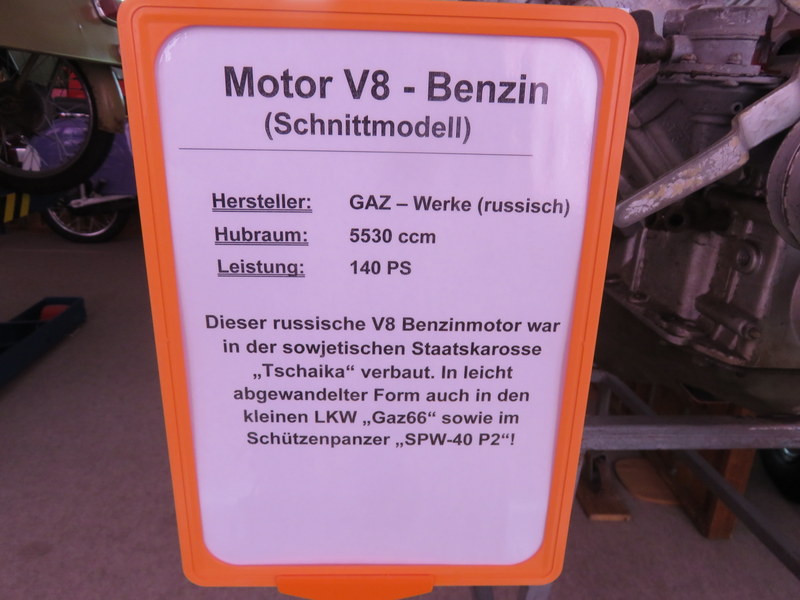 Motor V8 - Benzin
(Schnittmodell)
Hersteller: GAZ – Werke (russisch)
Hubraum: 5530 ccm
Leistung: 140 PS
Dieser russische V8 Benzinmotor war
in der sowjetischen Staatskarosse
„Tschaika“ verbaut. In leicht
abgewandelter Form auch in den
kleinen LKW „Gaz66“ sowie im
Schützenpanzer „SPW-40 P2“!